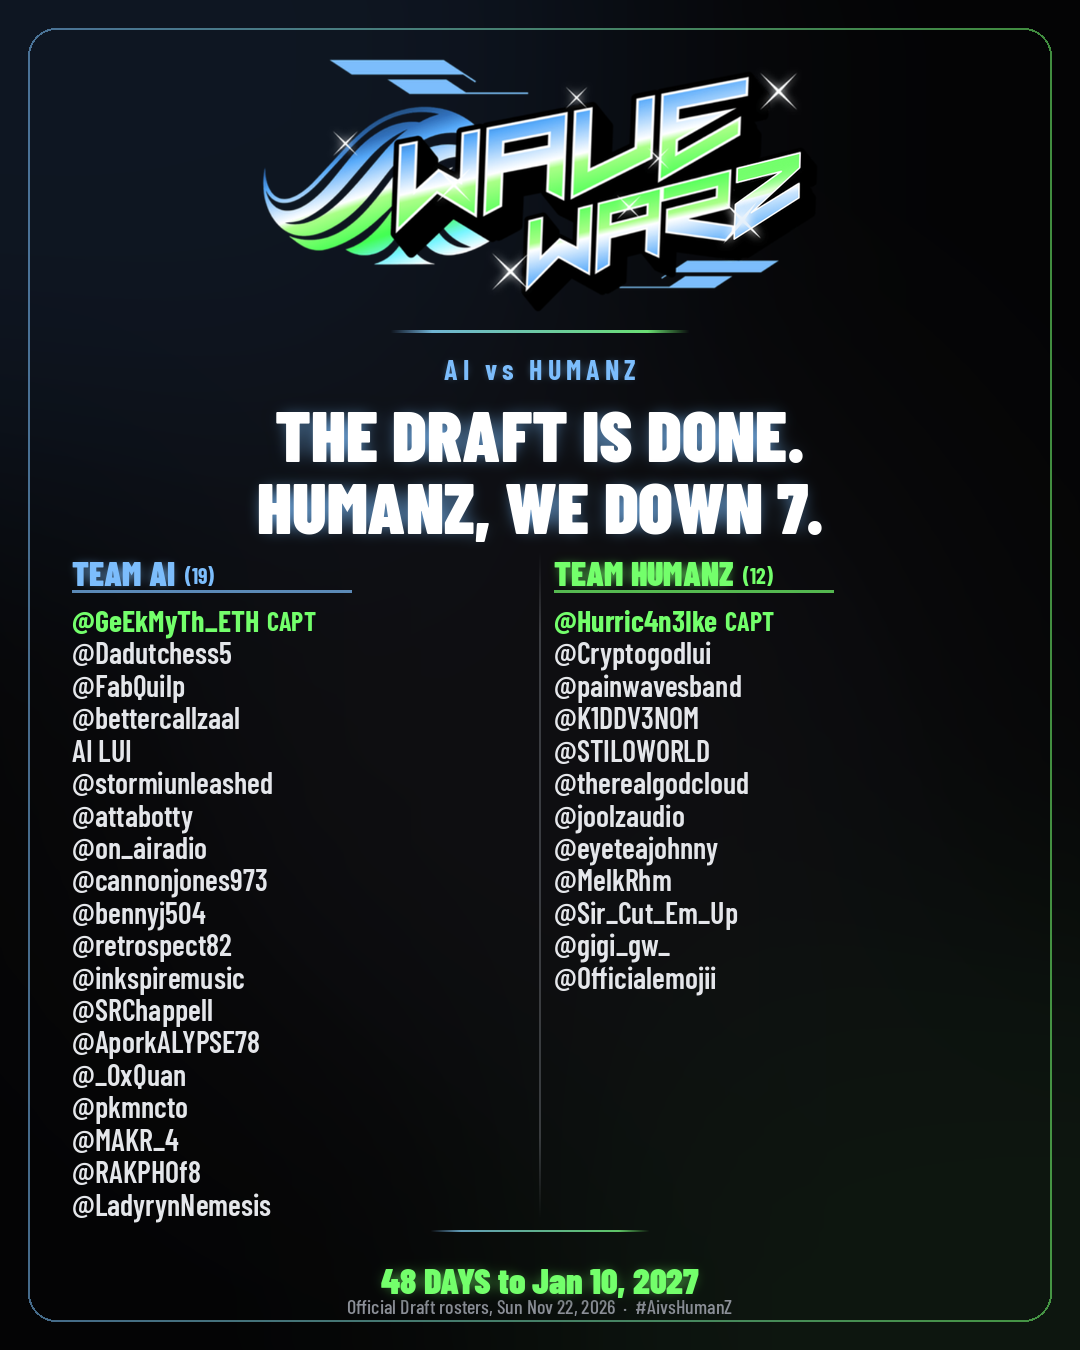 WAVE
WARZ
AI vs HUMANZ
THE DRAFT IS DONE.
HUMANZ, WE DOWN 7.
TEAM AI (19)
@GeEkMyTh_ETH CAPT
@Dadutchess5
@FabQuilp
@bettercallzaal
AI LUI
@stormiunleashed
@attabotty
@on_airadio
@cannonjones973
@bennyj504
@retrospect82
@inkspiremusic
@SRChappell
@AporkALYPSE78
@_0xQuan
@pkmncto
@MAKR_4
@RAKPHOf8
@LadyrynNemesis
TEAM HUMANZ (12)
@Hurric4n3Ike CAPT
@Cryptogodlui
@painwavesband
@K1DDV3NOM
@STILOWORLD
@therealgodcloud
@joolzaudio
@eyeteajohnny
@MelkRhm
@Sir_Cut_Em_Up
@gigi_gw_
@Officialemojii
48 DAYS to Jan 10, 2027
Official Draft rosters, Sun Nov 22, 2026 · #AivsHumanZ